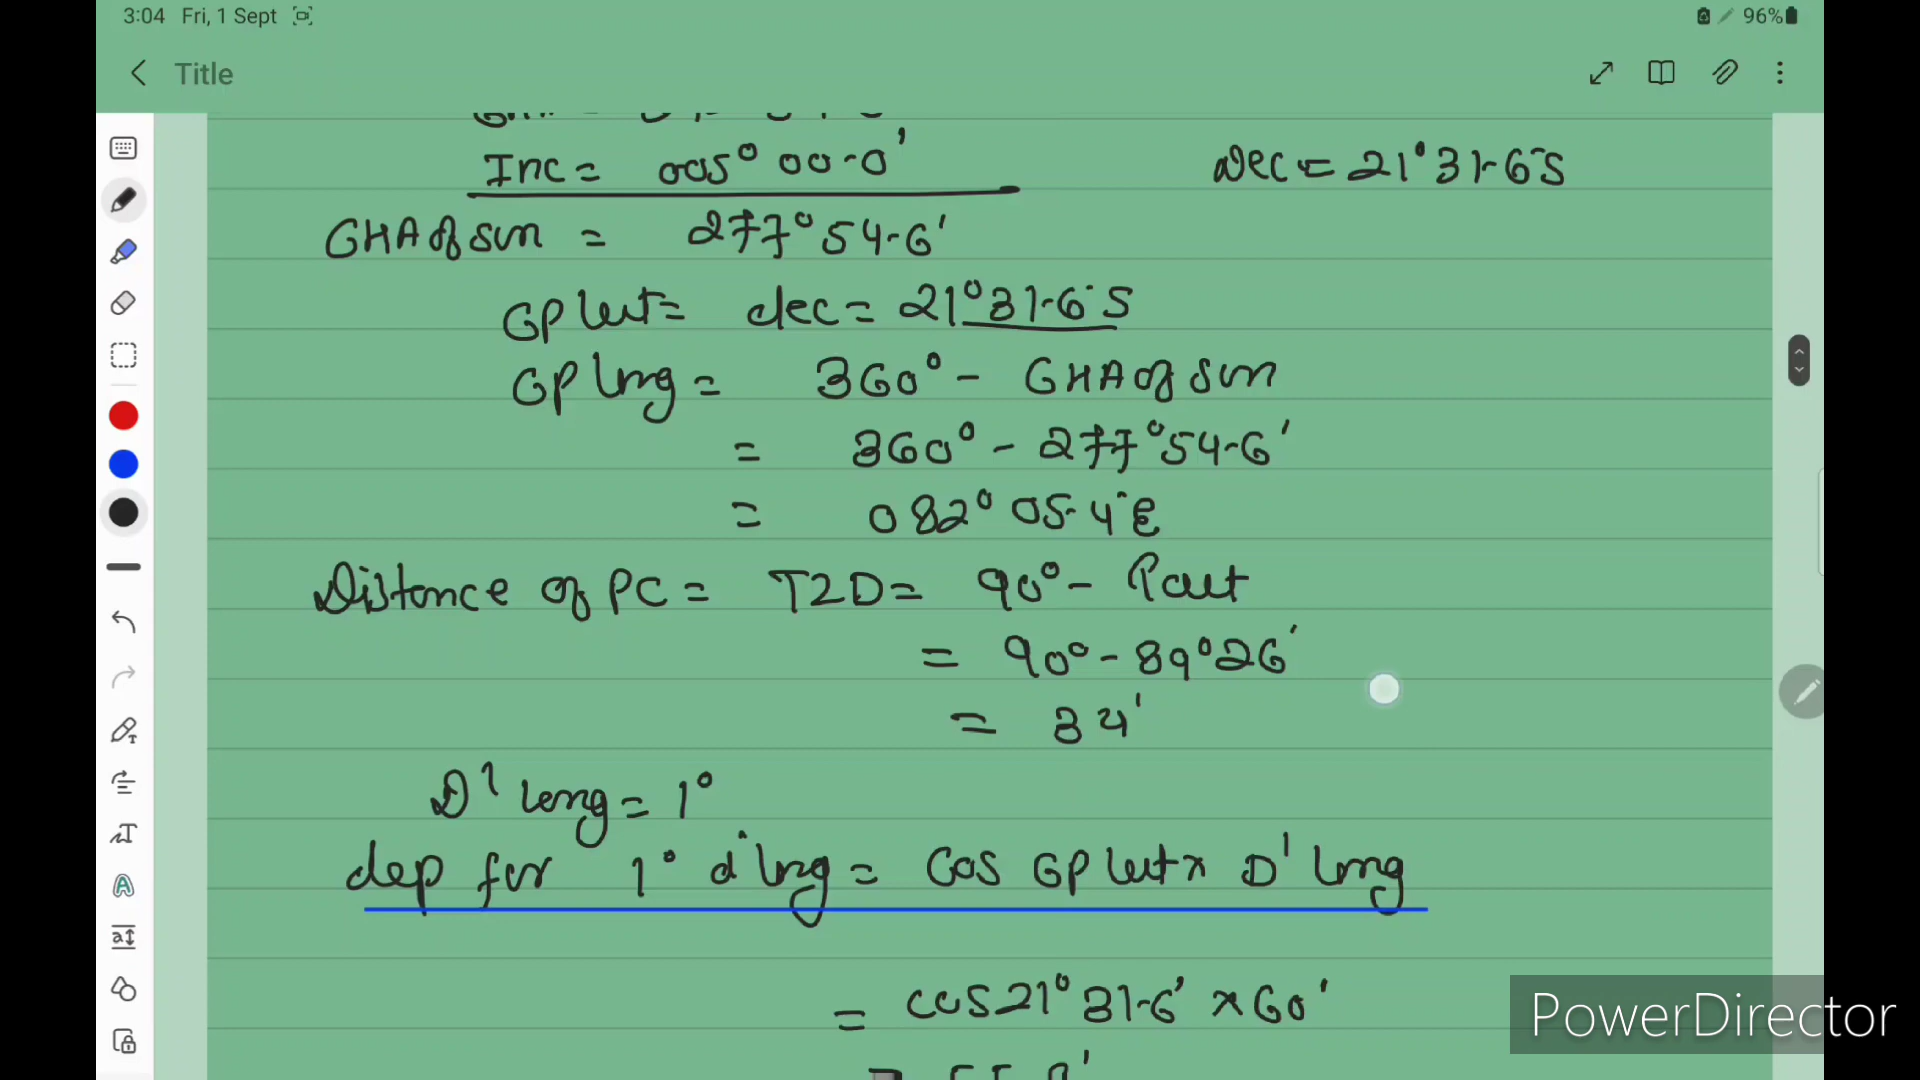 3:04 Fri, 1 Sept 96%
Title
Inc = 005° 00.0' Dec = 21°31.6'S
GHA of sun = 277° 54.6'
GP lat = dec = 21°31.6'S
GP lng = 360° - GHA of sun
= 360° - 277°54.6'
= 082° 05.4'E
Distance of PC = TZD = 90° - Talt
= 90° - 89°26'
= 34'
D'long = 1°
dep for 1° d'lng = Cos GP lat x D'long
= cos 21° 31.6' x 60'
PowerDirector